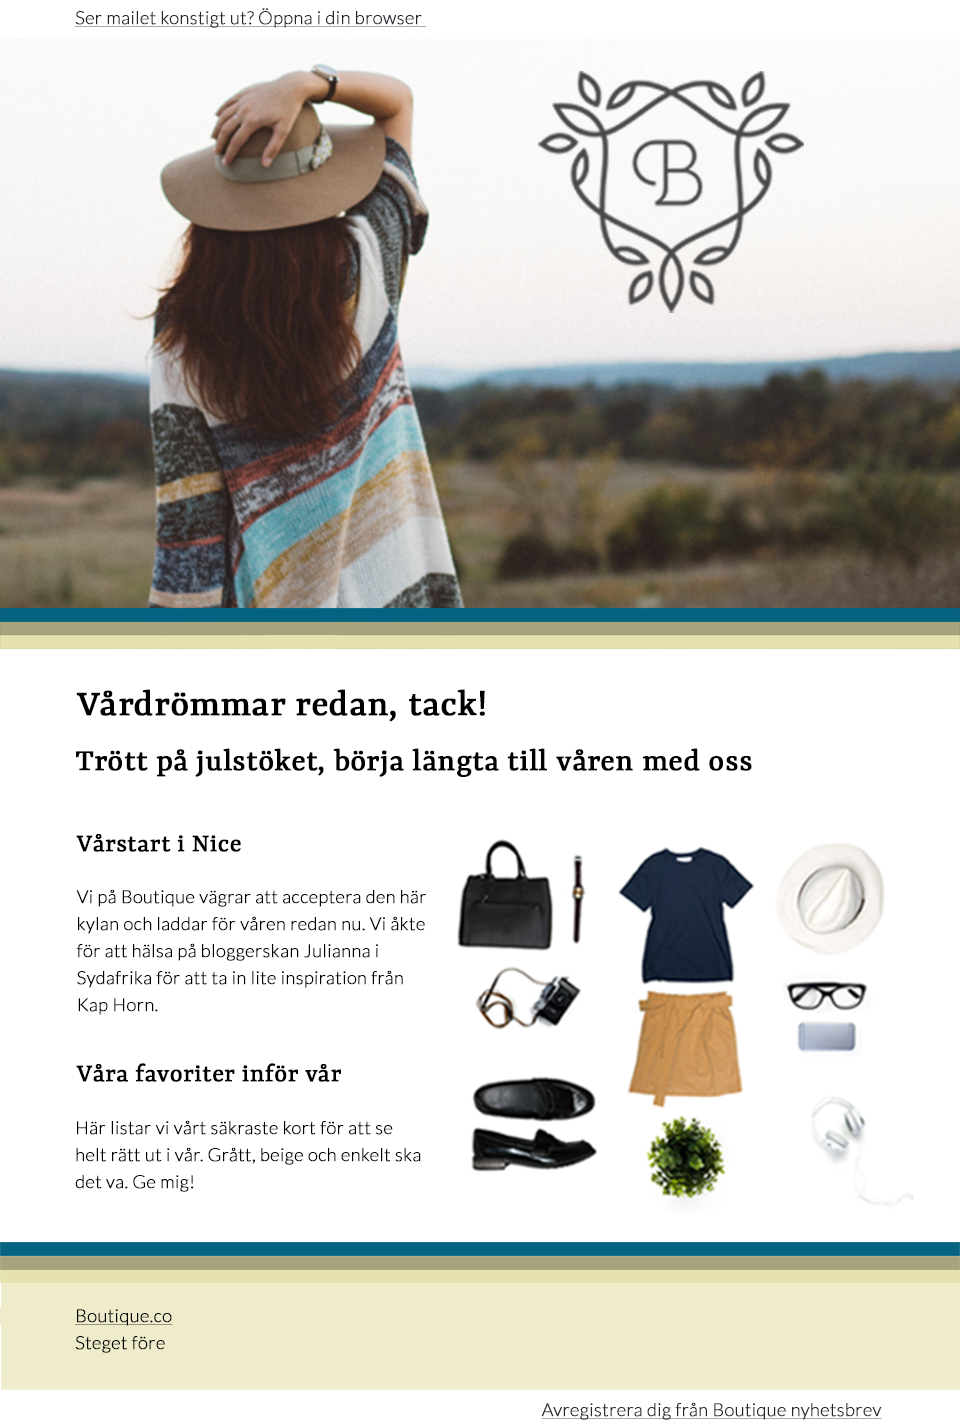 Ser mailet konstigt ut? Öppna i din browser
B
Vårdrömmar redan, tack!
Trött på julstöket, börja längta till våren med oss
Vårstart i Nice
Vi på Boutique vägrar att acceptera den här
kylan och laddar för våren redan nu. Vi åkte
för att hälsa på bloggerskan Julianna i
Sydafrika för att ta in lite inspiration från
Kap Horn.
Våra favoriter inför vår
Här listar vi vårt säkraste kort för att se
helt rätt ut i vår. Grått, beige och enkelt ska
det va. Ge mig!
Boutique.co
Steget före
Avregistrera dig från Boutique nyhetsbrev